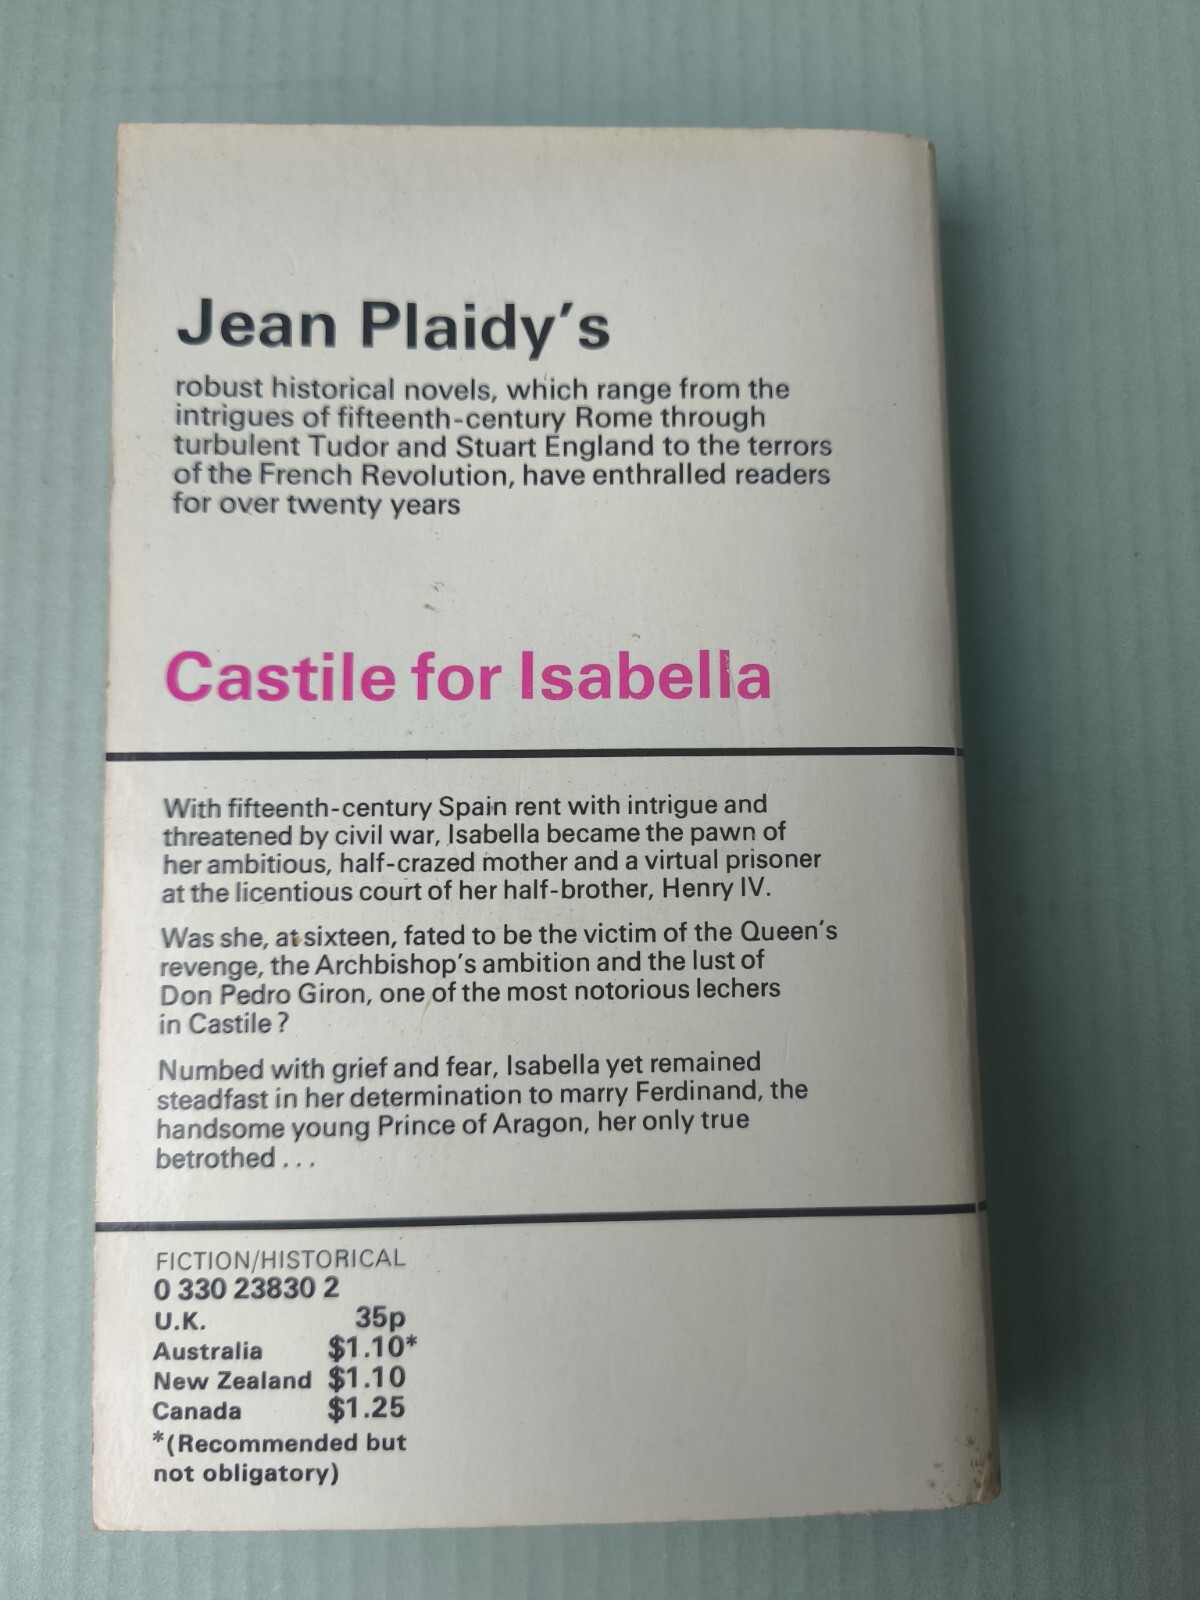 Jean Plaidy's
robust historical novels, which range from the
intrigues of fifteenth-century Rome through
turbulent Tudor and Stuart England to the terrors
of the French Revolution, have enthralled readers
for over twenty years
Castile for Isabella
With fifteenth-century Spain rent with intrigue and
threatened by civil war, Isabella became the pawn of
her ambitious, half-crazed mother and a virtual prisoner
at the licentious court of her half-brother, Henry IV.
Was she, at sixteen, fated to be the victim of the Queen's
revenge, the Archbishop's ambition and the lust of
Don Pedro Giron, one of the most notorious lechers
in Castile?
Numbed with grief and fear, Isabella yet remained
steadfast in her determination to marry Ferdinand, the
handsome young Prince of Aragon, her only true
betrothed . . .
FICTION/HISTORICAL
0 330 23830 2
U.K. 35p
Australia $1.10*
New Zealand $1.10
Canada $1.25
*(Recommended but
not obligatory)